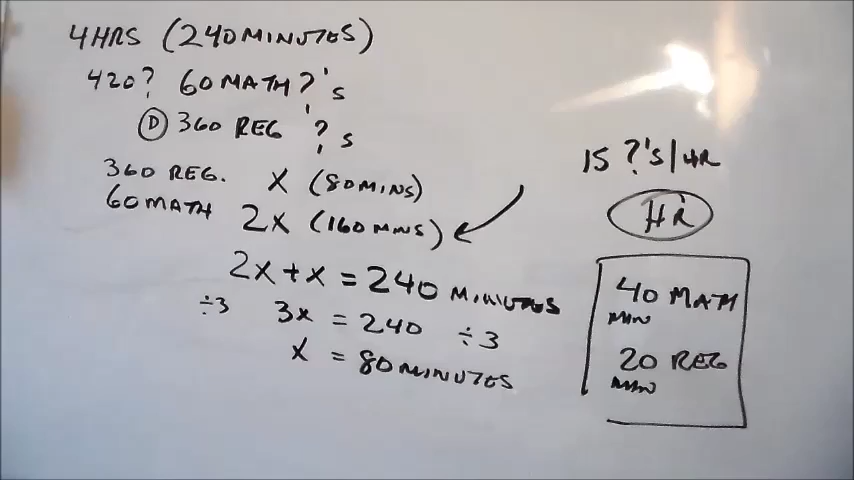 4HRS (240MINUTES)
420? 60MATH?'s
D 360 REG '?s
360 REG. X (80MINS)
60MATH 2X (160MINS)
2X+X = 240 MINUTES
÷3 3X = 240 ÷3
X = 80MINUTES
15 ?'S/HR
HR
40 MATH
MIN
20 REG
MIN